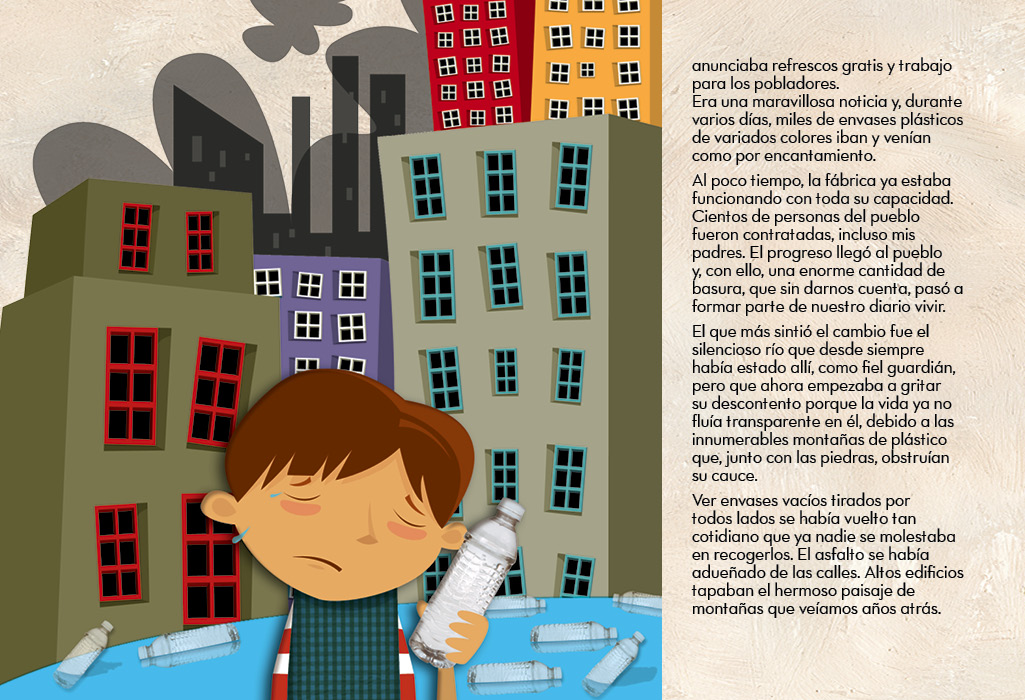 anunciaba refrescos gratis y trabajo
para los pobladores.
Era una maravillosa noticia y, durante
varios días, miles de envases plásticos
de variados colores iban y venían
como por encantamiento.
Al poco tiempo, la fábrica ya estaba
funcionando con toda su capacidad.
Cientos de personas del pueblo
fueron contratadas, incluso mis
padres. El progreso llegó al pueblo
y, con ello, una enorme cantidad de
basura, que sin darnos cuenta, pasó a
formar parte de nuestro diario vivir.
El que más sintió el cambio fue el
silencioso río que desde siempre
había estado allí, como fiel guardián,
pero que ahora empezaba a gritar
su descontento porque la vida ya no
fluía transparente en él, debido a las
innumerables montañas de plástico
que, junto con las piedras, obstruían
su cauce.
Ver envases vacíos tirados por
todos lados se había vuelto tan
cotidiano que ya nadie se molestaba
en recogerlos. El asfalto se había
adueñado de las calles. Altos edificios
tapaban el hermoso paisaje de
montañas que veíamos años atrás.